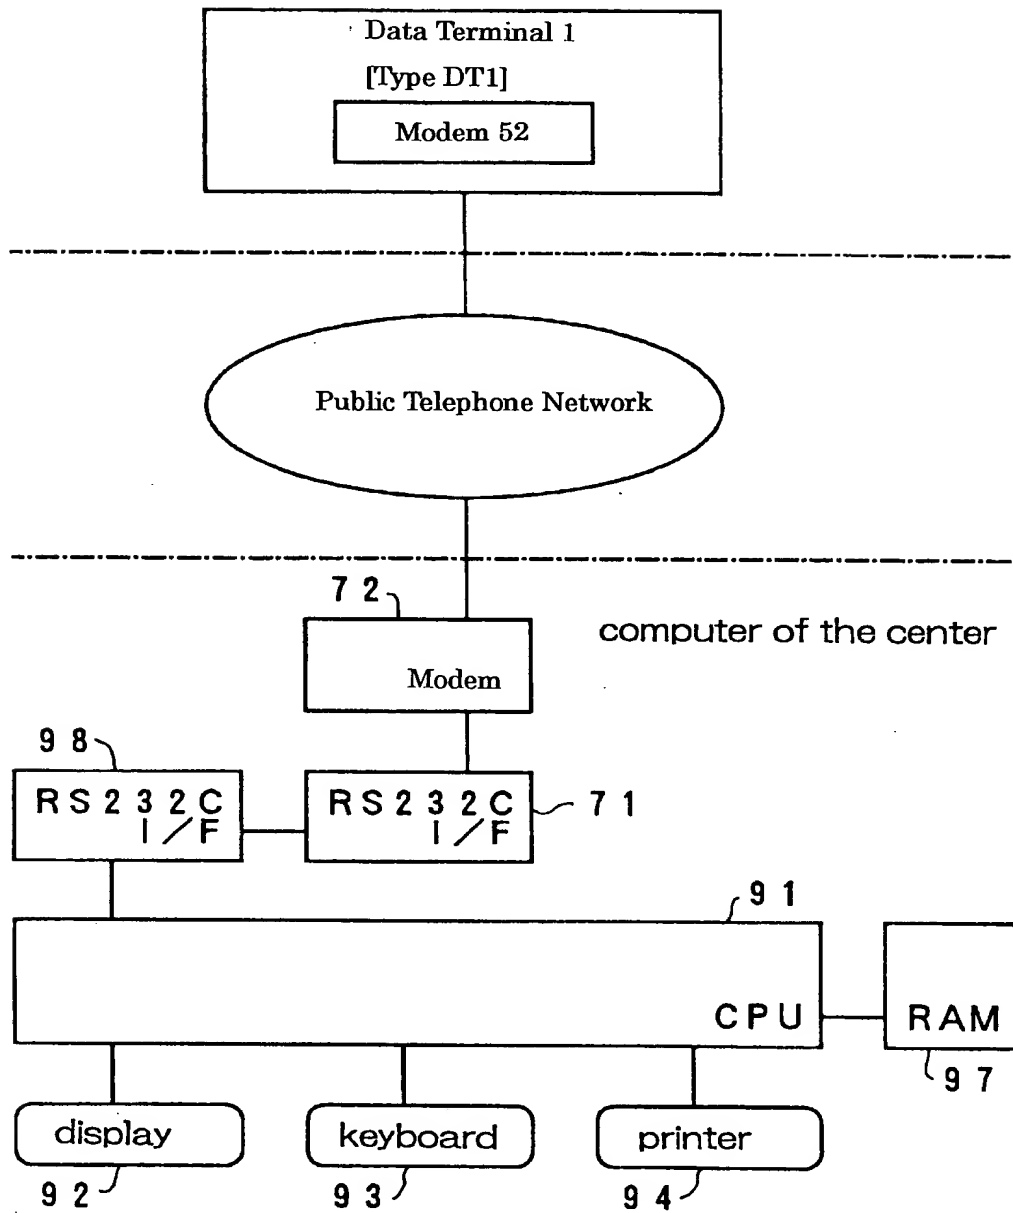 Data Terminal 1
[Type DT1]
Modem 52
Public Telephone Network
72
computer of the center
Modem
98
RS232C
I/F
RS232C
I/F
71
91
CPU
RAM
97
display
keyboard
printer
92
93
94